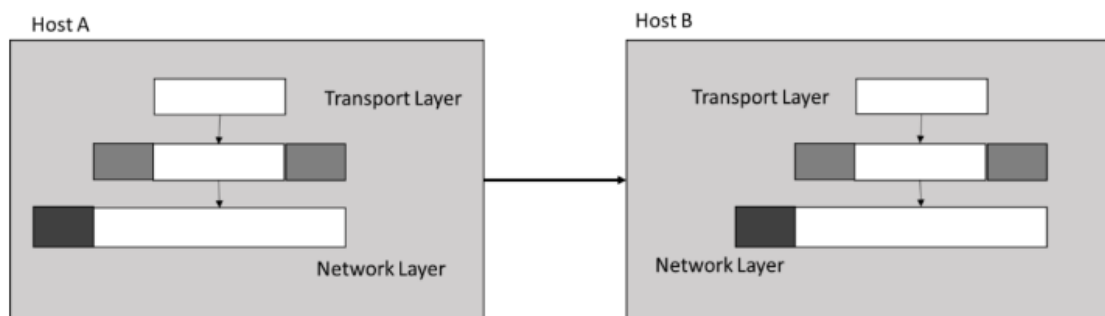 Host A
Host B
Transport Layer
Transport Layer
Network Layer
Network Layer